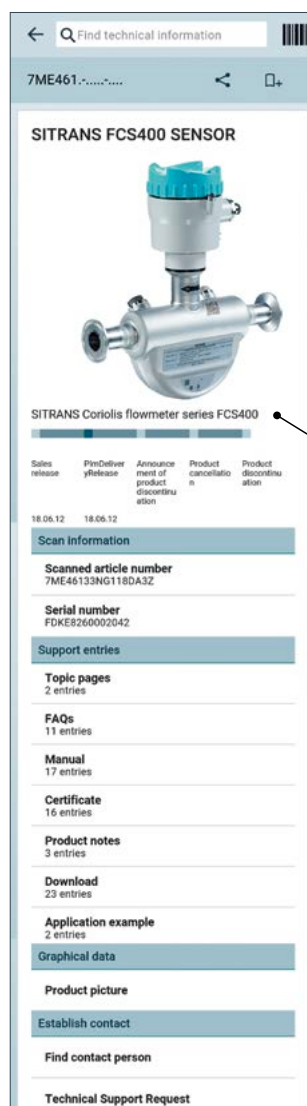 Find technical information
7ME461.-.....-....
SITRANS FCS400 SENSOR
SITRANS Coriolis flowmeter series FCS400
Sales release
PlmDeliver yRelease
Announce ment of product discontinu ation
Product cancellatio n
Product discontinu ation
18.06.12 18.06.12
Scan information
Scanned article number
7ME46133NG118DA3Z
Serial number
FDKE8260002042
Support entries
Topic pages
2 entries
FAQs
11 entries
Manual
17 entries
Certificate
16 entries
Product notes
3 entries
Download
23 entries
Application example
2 entries
Graphical data
Product picture
Establish contact
Find contact person
Technical Support Request